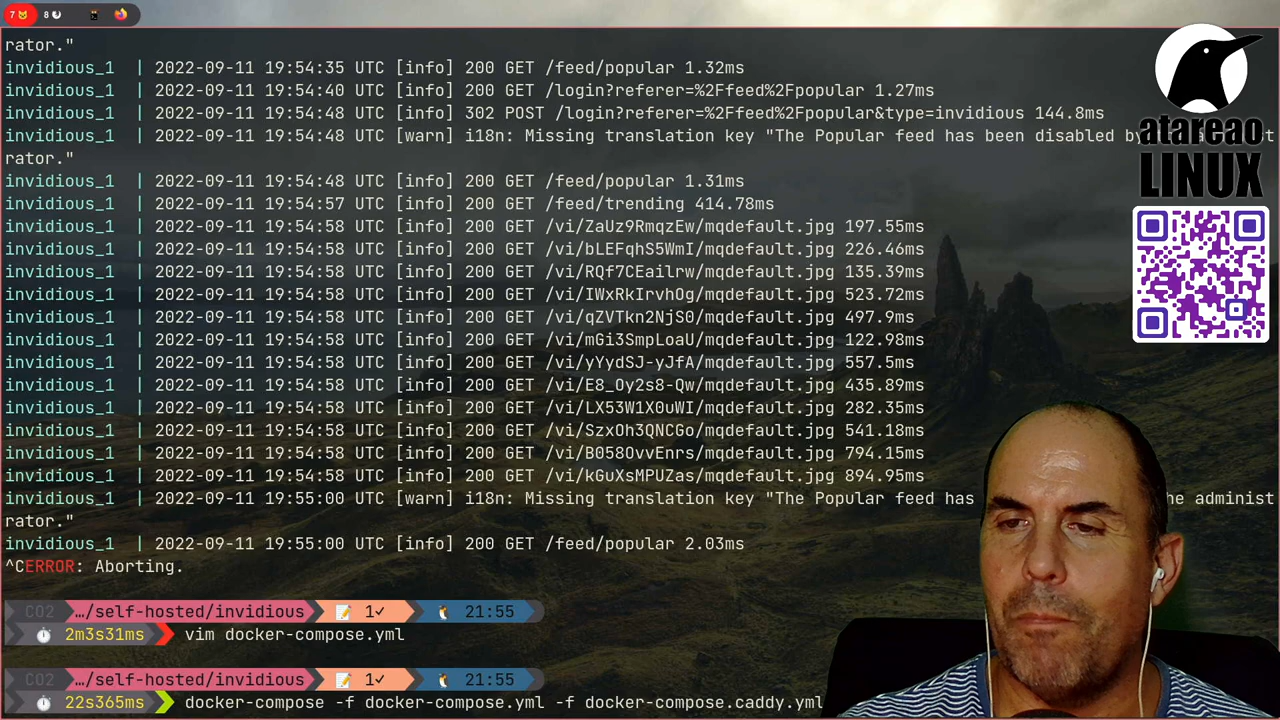 7 8
rator."
invidious_1 | 2022-09-11 19:54:35 UTC [info] 200 GET /feed/popular 1.32ms
invidious_1 | 2022-09-11 19:54:40 UTC [info] 200 GET /login?referer=%2Ffeed%2Fpopular 1.27ms
invidious_1 | 2022-09-11 19:54:48 UTC [info] 302 POST /login?referer=%2Ffeed%2Fpopular&type=invidious 144.8ms
invidious_1 | 2022-09-11 19:54:48 UTC [warn] i18n: Missing translation key "The Popular feed has been disabled by
rator."
invidious_1 | 2022-09-11 19:54:48 UTC [info] 200 GET /feed/popular 1.31ms
invidious_1 | 2022-09-11 19:54:57 UTC [info] 200 GET /feed/trending 414.78ms
invidious_1 | 2022-09-11 19:54:58 UTC [info] 200 GET /vi/ZaUz9RmqzEw/mqdefault.jpg 197.55ms
invidious_1 | 2022-09-11 19:54:58 UTC [info] 200 GET /vi/bLEFqhS5WmI/mqdefault.jpg 226.46ms
invidious_1 | 2022-09-11 19:54:58 UTC [info] 200 GET /vi/RQf7CEailrw/mqdefault.jpg 135.39ms
invidious_1 | 2022-09-11 19:54:58 UTC [info] 200 GET /vi/IWxRkIrvhOg/mqdefault.jpg 523.72ms
invidious_1 | 2022-09-11 19:54:58 UTC [info] 200 GET /vi/qZVTkn2NjS0/mqdefault.jpg 497.9ms
invidious_1 | 2022-09-11 19:54:58 UTC [info] 200 GET /vi/mGi3SmpLoaU/mqdefault.jpg 122.98ms
invidious_1 | 2022-09-11 19:54:58 UTC [info] 200 GET /vi/yYydSJ-yJfA/mqdefault.jpg 557.5ms
invidious_1 | 2022-09-11 19:54:58 UTC [info] 200 GET /vi/E8_Oy2s8-Qw/mqdefault.jpg 435.89ms
invidious_1 | 2022-09-11 19:54:58 UTC [info] 200 GET /vi/LX53W1X0uWI/mqdefault.jpg 282.35ms
invidious_1 | 2022-09-11 19:54:58 UTC [info] 200 GET /vi/SzxOh3QNCGo/mqdefault.jpg 541.18ms
invidious_1 | 2022-09-11 19:54:58 UTC [info] 200 GET /vi/B058OvvEnrs/mqdefault.jpg 794.15ms
invidious_1 | 2022-09-11 19:54:58 UTC [info] 200 GET /vi/kGuXsMPUZas/mqdefault.jpg 894.95ms
invidious_1 | 2022-09-11 19:55:00 UTC [warn] i18n: Missing translation key "The Popular feed has he administ
rator."
invidious_1 | 2022-09-11 19:55:00 UTC [info] 200 GET /feed/popular 2.03ms
^CERROR: Aborting.
CO2 …/self-hosted/invidious 📝 1✓ 🐧 21:55
⏱ 2m3s31ms vim docker-compose.yml
CO2 …/self-hosted/invidious 📝 1✓ 🐧 21:55
⏱ 22s365ms docker-compose -f docker-compose.yml -f docker-compose.caddy.yml
atareao
LINUX